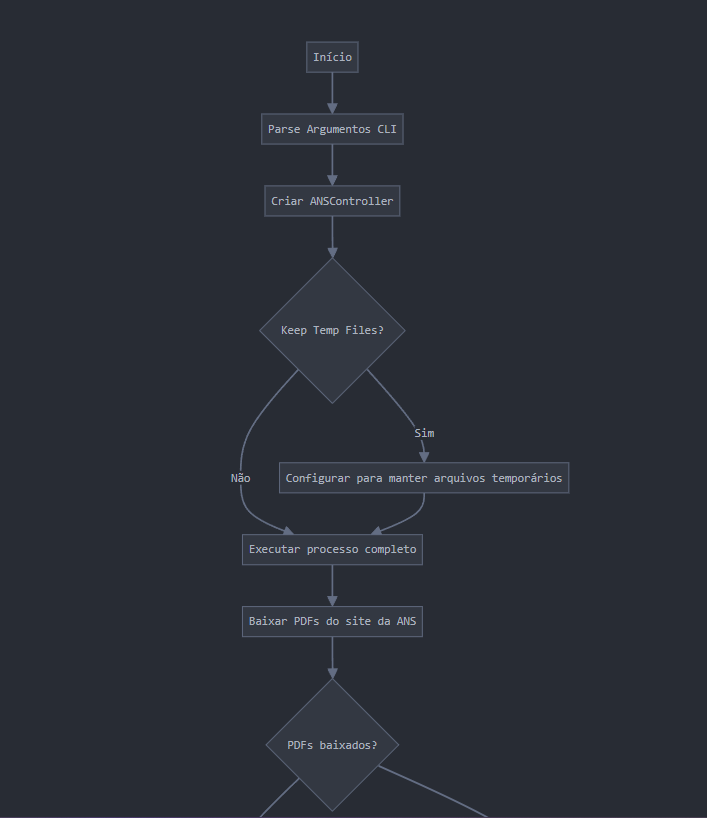 Início
Parse Argumentos CLI
Criar ANSController
Keep Temp Files?
Sim
Não
Configurar para manter arquivos temporários
Executar processo completo
Baixar PDFs do site da ANS
PDFs baixados?